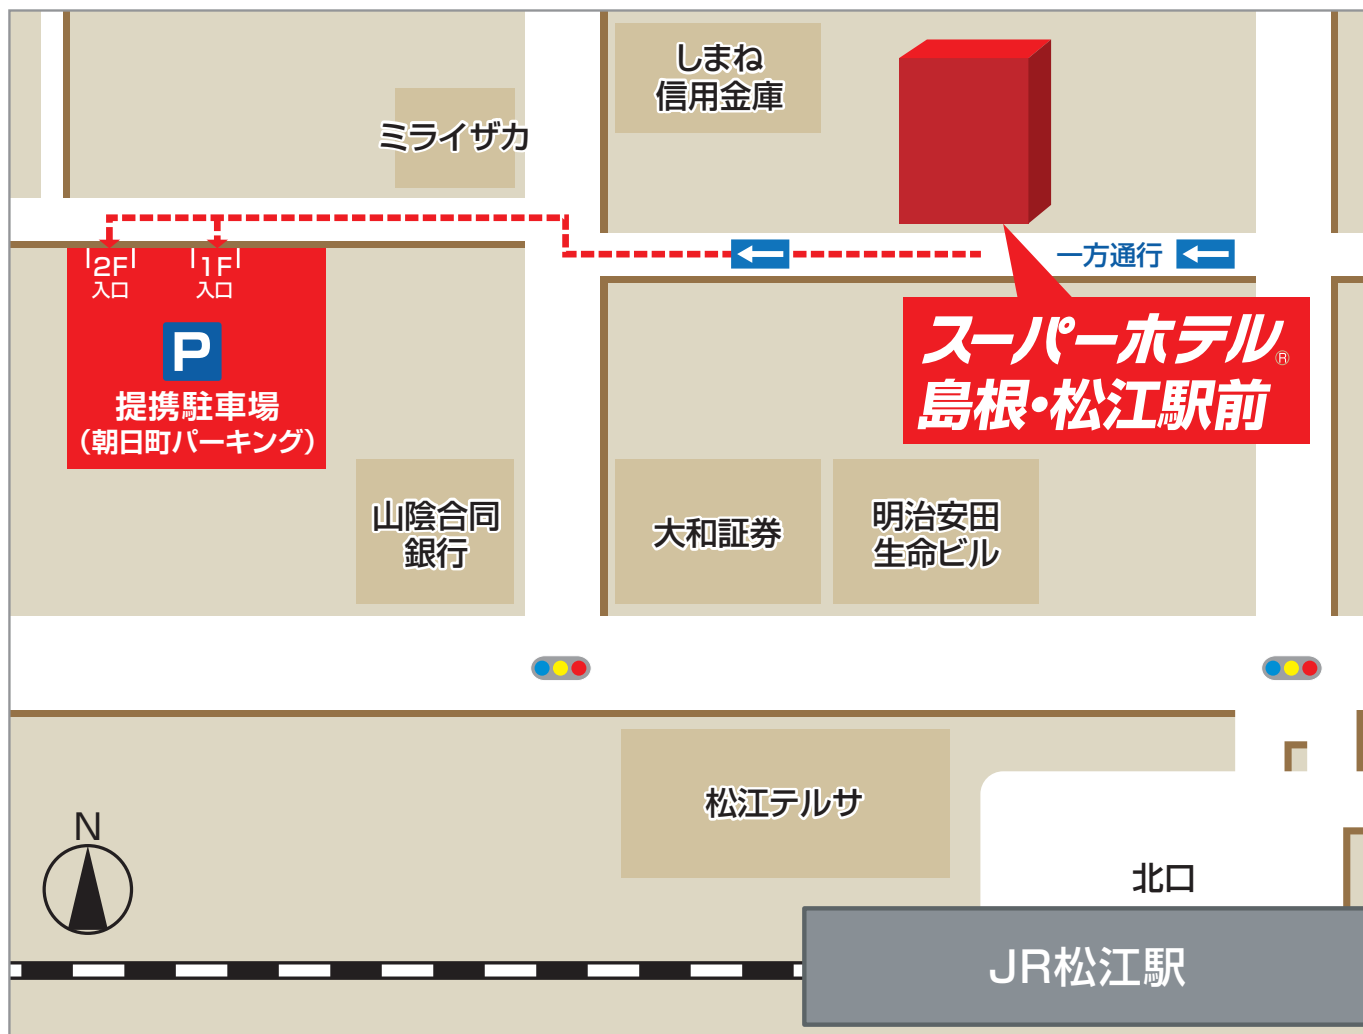 しまね
信用金庫
ミライザカ
2F
入口
1F
入口
P
提携駐車場
（朝日町パーキング）
一方通行
スーパーホテル®
島根・松江駅前
山陰合同
銀行
大和証券
明治安田
生命ビル
松江テルサ
N
北口
JR松江駅